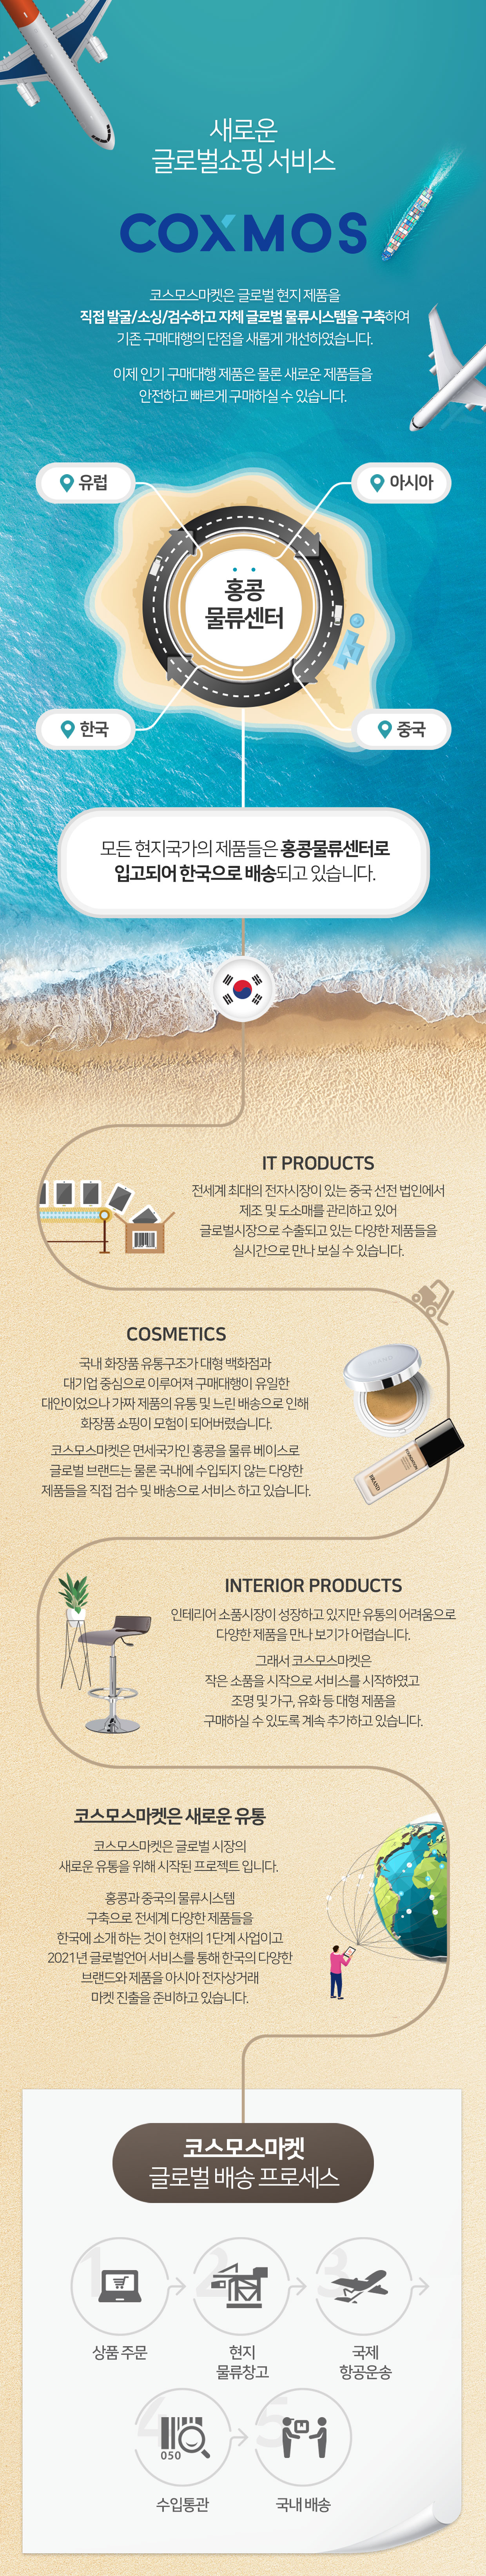 새로운
글로벌쇼핑 서비스
COXMOS
코스모스마켓은 글로벌 현지 제품을
직접 발굴/소싱/검수하고 자체 글로벌 물류시스템을 구축하여
기존 구매대행의 단점을 새롭게 개선하였습니다.
이제 인기 구매대행 제품은 물론 새로운 제품들을
안전하고 빠르게 구매하실 수 있습니다.
유럽
아시아
홍콩
물류센터
한국
중국
모든 현지국가의 제품들은 홍콩물류센터로
입고되어 한국으로 배송되고 있습니다.
IT PRODUCTS
전세계 최대의 전자시장이 있는 중국 선전 법인에서
제조 및 도소매를 관리하고 있어
글로벌시장으로 수출되고 있는 다양한 제품들을
실시간으로 만나 보실 수 있습니다.
COSMETICS
국내 화장품 유통구조가 대형 백화점과
대기업 중심으로 이루어져 구매대행이 유일한
대안이었으나 가짜 제품의 유통 및 느린 배송으로 인해
화장품 쇼핑이 모험이 되어버렸습니다.
코스모스마켓은 면세국가인 홍콩을 물류 베이스로
글로벌 브랜드는 물론 국내에 수입되지 않는 다양한
제품들을 직접 검수 및 배송으로 서비스 하고 있습니다.
FOUNDATION
BRAND
INTERIOR PRODUCTS
인테리어 소품시장이 성장하고 있지만 유통의 어려움으로
다양한 제품을 만나 보기가 어렵습니다.
그래서 코스모스마켓은
작은 소품을 시작으로 서비스를 시작하였고
조명 및 가구, 유화 등 대형 제품을
구매하실 수 있도록 계속 추가하고 있습니다.
코스모스마켓은 새로운 유통
코스모스마켓은 글로벌 시장의
새로운 유통을 위해 시작된 프로젝트 입니다.
홍콩과 중국의 물류시스템
구축으로 전세계 다양한 제품들을
한국에 소개 하는 것이 현재의 1단계 사업이고
2021년 글로벌언어 서비스를 통해 한국의 다양한
브랜드와 제품을 아시아 전자상거래
마켓 진출을 준비하고 있습니다.
코스모스마켓
글로벌 배송 프로세스
1
2
3
상품 주문
현지
물류창고
국제
항공운송
4
5
050
수입통관
국내 배송